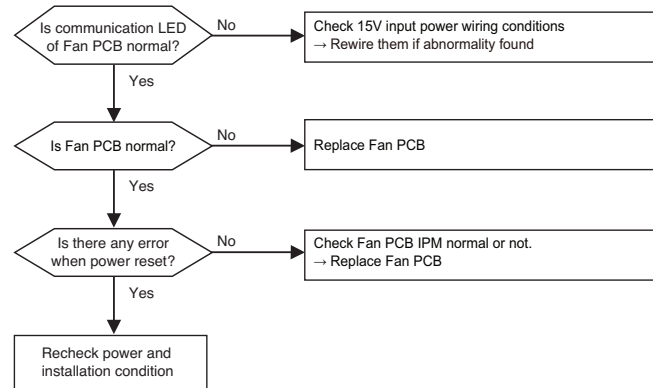 Is communication LED
of Fan PCB normal?
No
Check 15V input power wiring conditions
→ Rewire them if abnormality found
Yes
Is Fan PCB normal?
No
Replace Fan PCB
Yes
Is there any error
when power reset?
No
Check Fan PCB IPM normal or not.
→ Replace Fan PCB
Yes
Recheck power and
installation condition